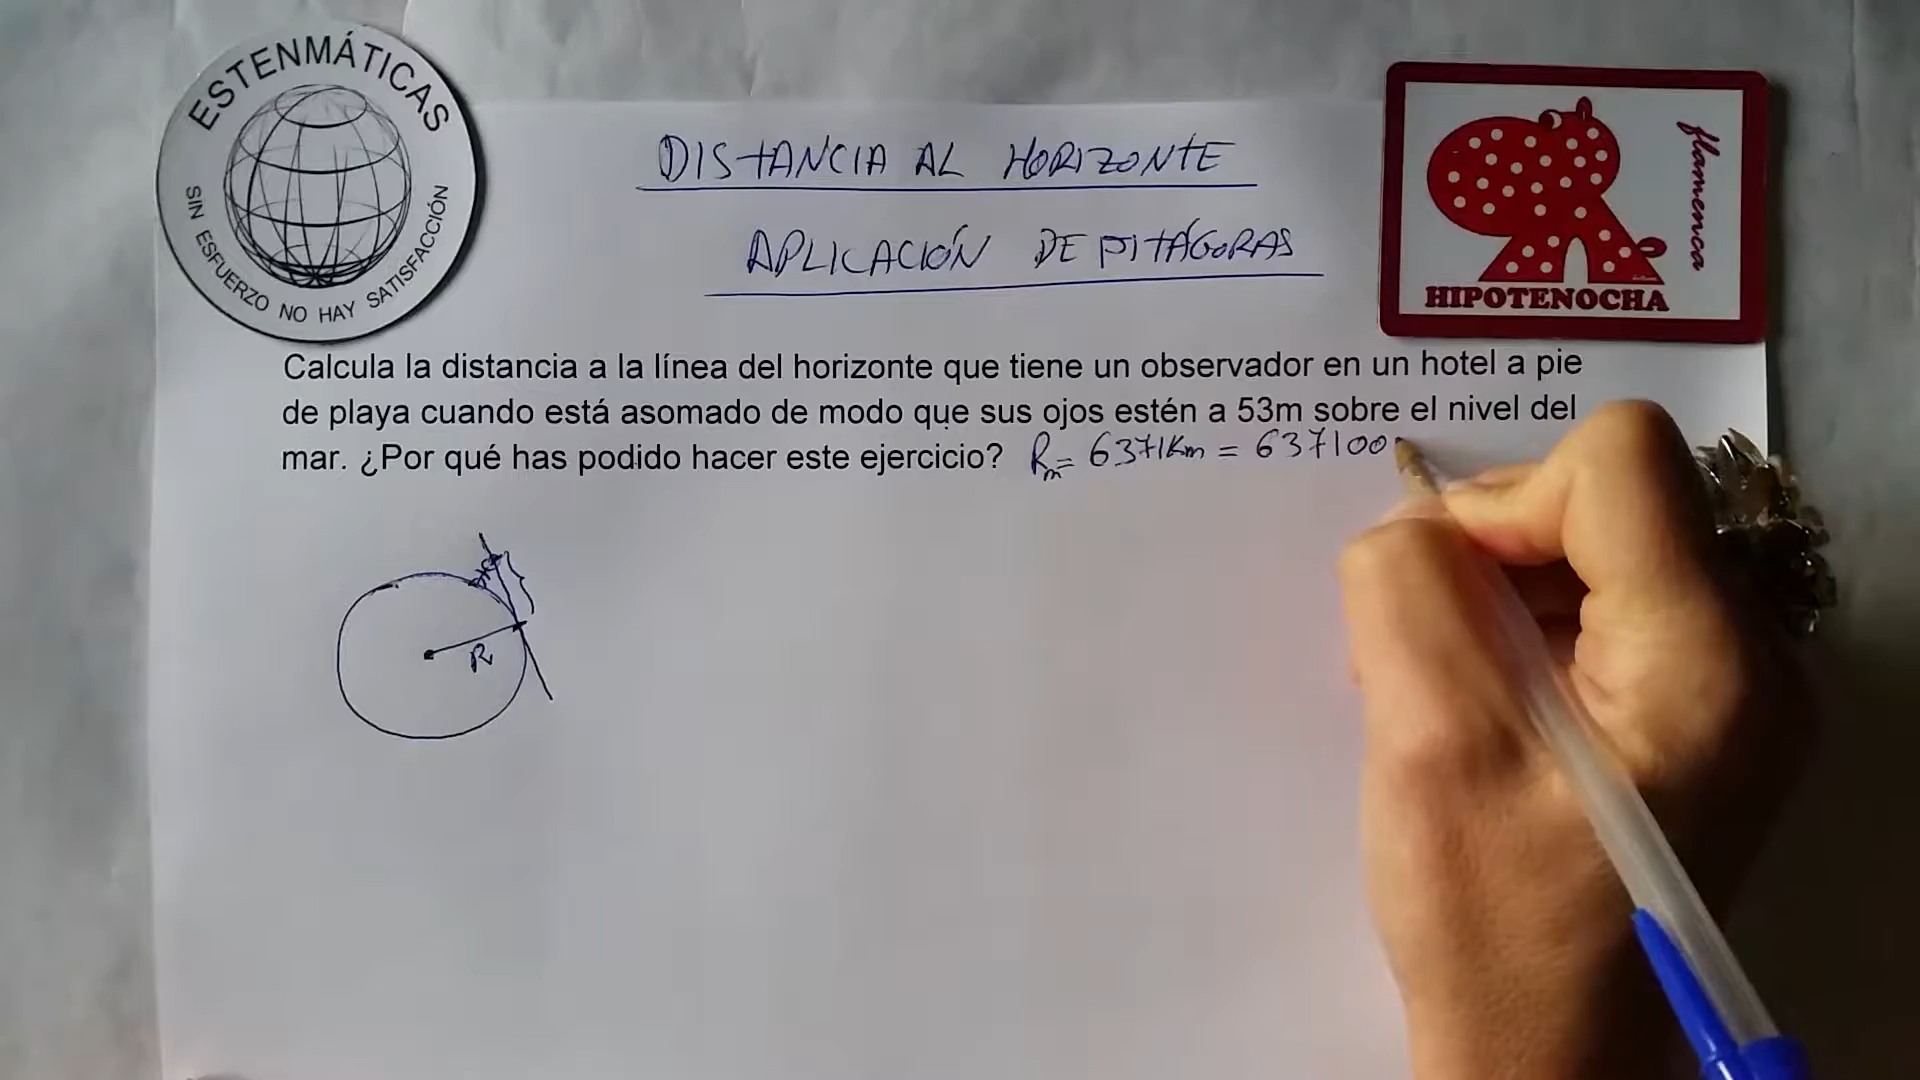 ESTENMÁTICAS
SIN ESFUERZO NO HAY SATISFACCIÓN
DISTANCIA AL HORIZONTE
APLICACIÓN DE PITÁGORAS
flamenca
HIPOTENOCHA
Calcula la distancia a la línea del horizonte que tiene un observador en un hotel a pie
de playa cuando está asomado de modo que sus ojos estén a 53m sobre el nivel del
mar. ¿Por qué has podido hacer este ejercicio? Rm = 6371Km = 637100
R